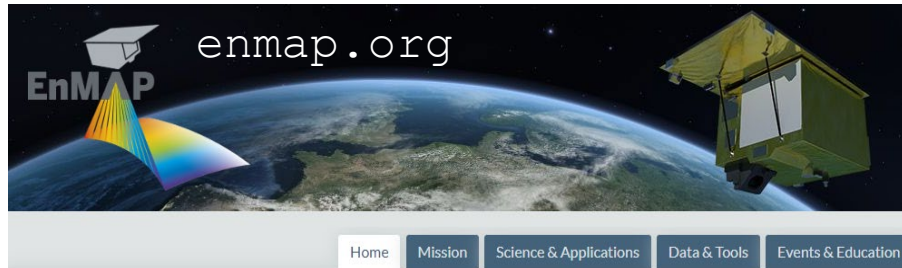 enmap.org
EnMAP
Home Mission Science & Applications Data & Tools Events & Education